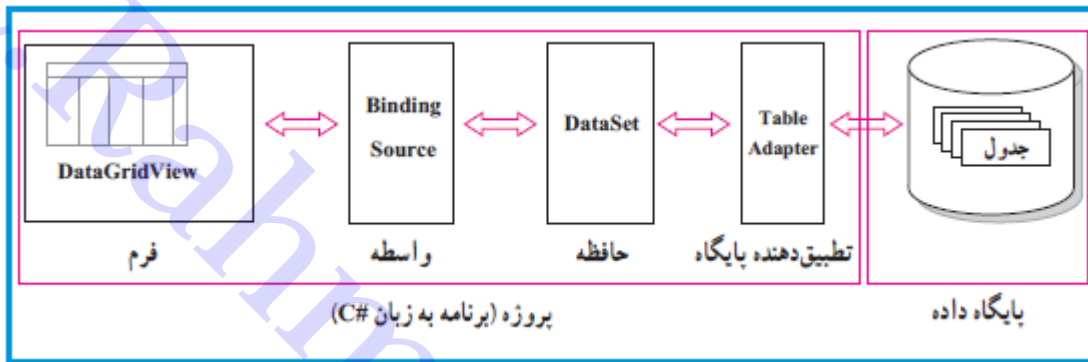 DataGridView
Binding
Source
DataSet
Table
Adapter
جدول
فرم
واسطه
حافظه
تطبیق‌دهنده پایگاه
پروژه (برنامه به زبان C#)
پایگاه داده
Rahm